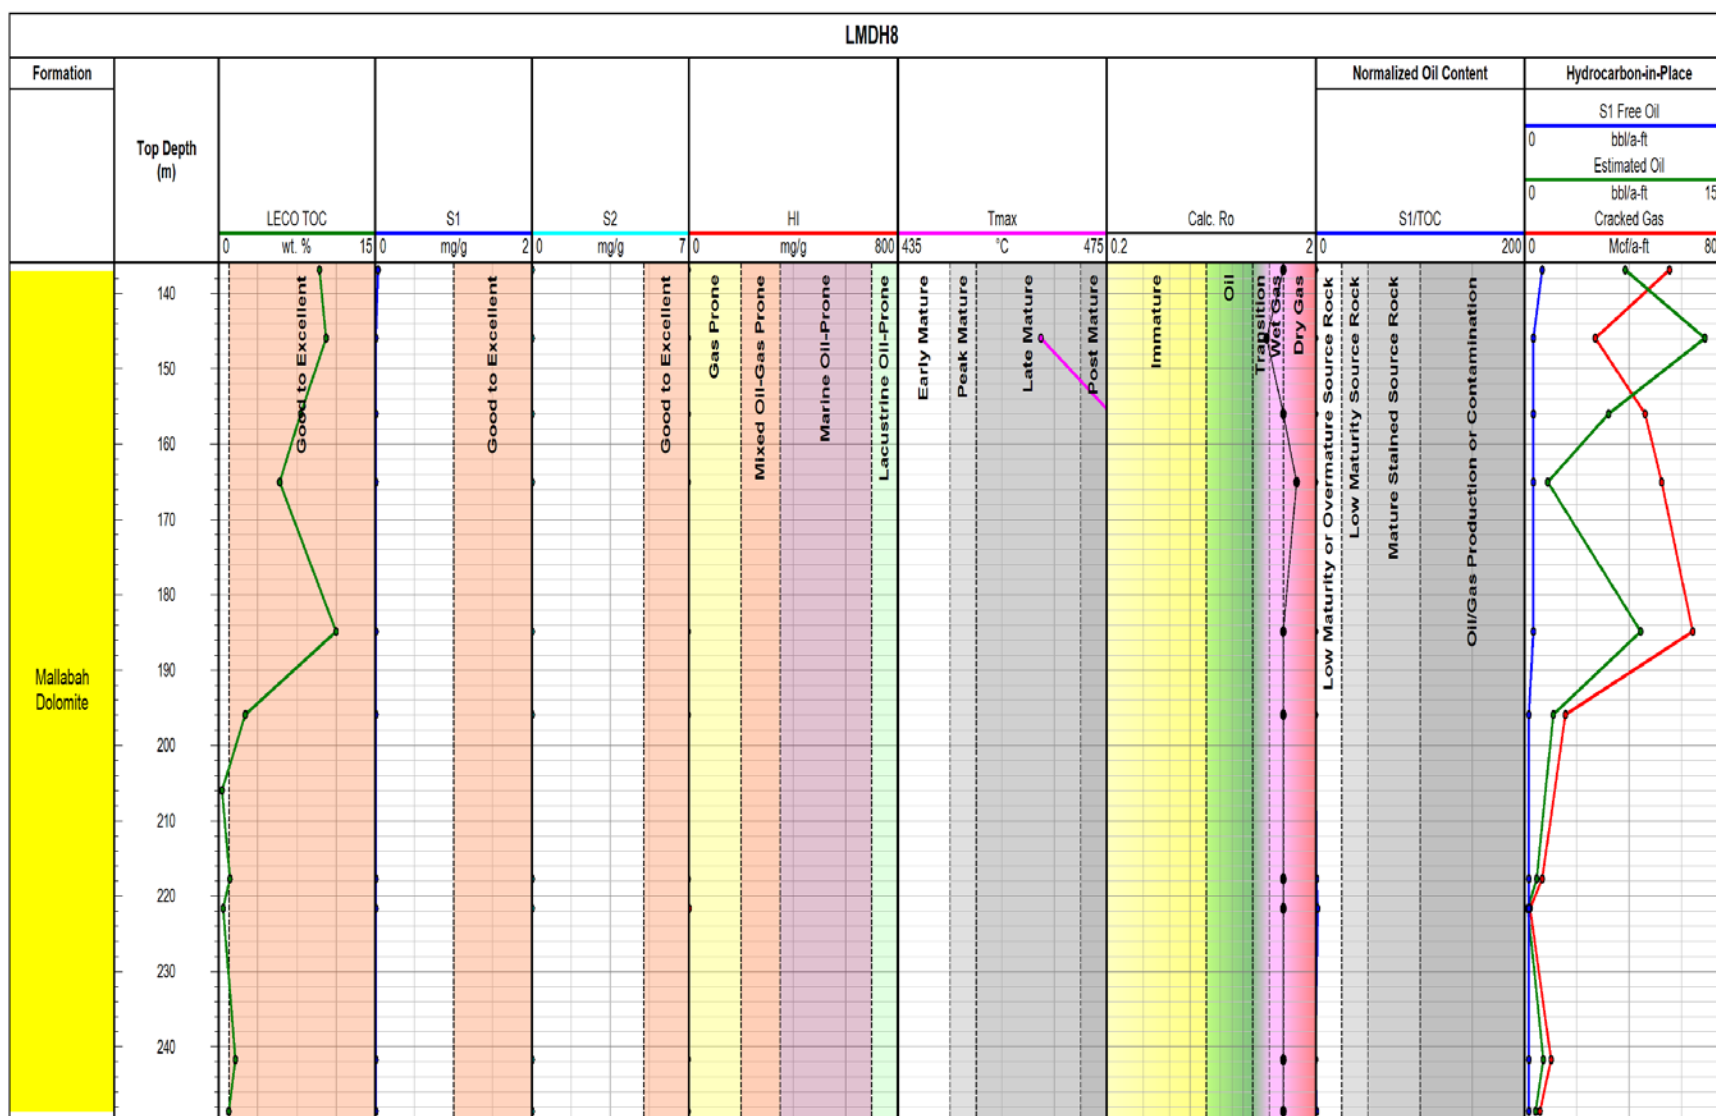 LMDH8
Formation
Normalized Oil Content
Hydrocarbon-in-Place
Top Depth
(m)
S1 Free Oil
0 bbl/a-ft
Estimated Oil
0 bbl/a-ft 15
LECO TOC S1 S2 HI Tmax Calc. Ro S1/TOC Cracked Gas
0 wt. % 15 0 mg/g 2 0 mg/g 7 0 mg/g 800 435 °C 475 0.2 2 0 200 0 Mcf/a-ft 80
Good to Excellent
Good to Excellent
Good to Excellent
Gas Prone
Mixed Oil-Gas Prone
Marine Oil-Prone
Lacustrine Oil-Prone
Early Mature
Peak Mature
Late Mature
Post Mature
Immature
Oil
Transition
Wet Gas
Dry Gas
Low Maturity or Overmature Source Rock
Low Maturity Source Rock
Mature Stained Source Rock
Oil/Gas Production or Contamination
140
150
160
170
180
190
200
210
220
230
240
Mallabah
Dolomite